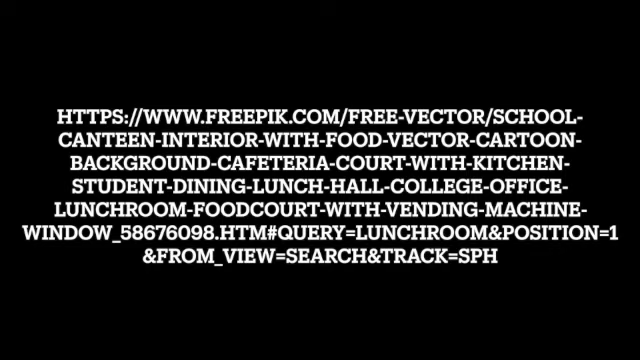 HTTPS://WWW.FREEPIK.COM/FREE-VECTOR/SCHOOL-
CANTEEN-INTERIOR-WITH-FOOD-VECTOR-CARTOON-
BACKGROUND-CAFETERIA-COURT-WITH-KITCHEN-
STUDENT-DINING-LUNCH-HALL-COLLEGE-OFFICE-
LUNCHROOM-FOODCOURT-WITH-VENDING-MACHINE-
WINDOW_58676098.HTM#QUERY=LUNCHROOM&POSITION=1
&FROM_VIEW=SEARCH&TRACK=SPH